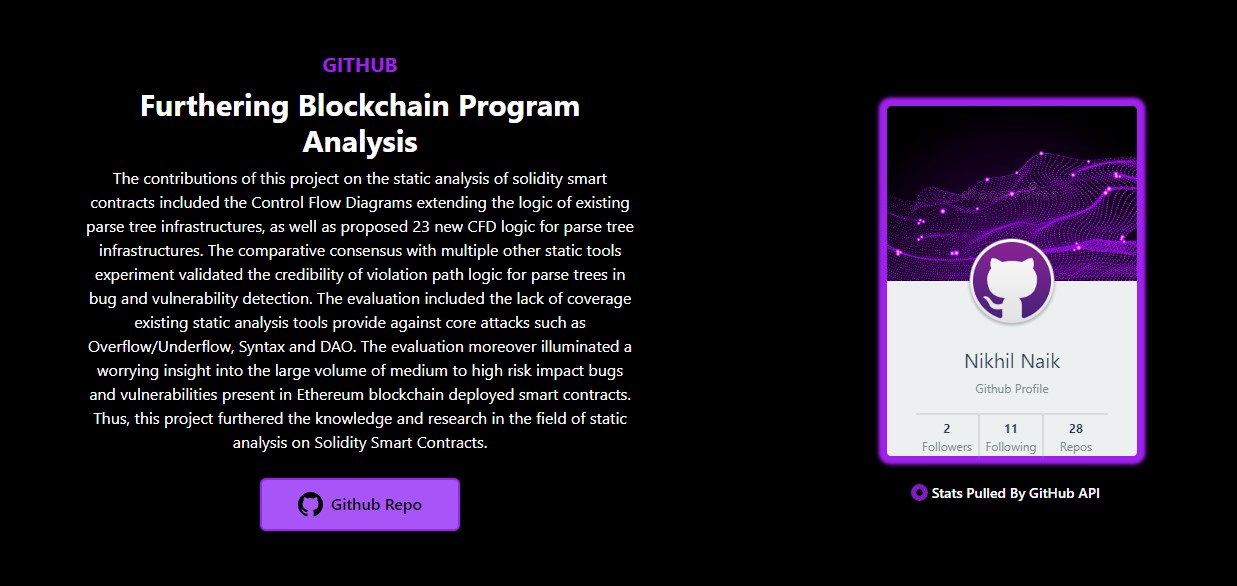 GITHUB
Furthering Blockchain Program
Analysis
The contributions of this project on the static analysis of solidity smart
contracts included the Control Flow Diagrams extending the logic of existing
parse tree infrastructures, as well as proposed 23 new CFD logic for parse tree
infrastructures. The comparative consensus with multiple other static tools
experiment validated the credibility of violation path logic for parse trees in
bug and vulnerability detection. The evaluation included the lack of coverage
existing static analysis tools provide against core attacks such as
Overflow/Underflow, Syntax and DAO. The evaluation moreover illuminated a
worrying insight into the large volume of medium to high risk impact bugs
and vulnerabilities present in Ethereum blockchain deployed smart contracts.
Thus, this project furthered the knowledge and research in the field of static
analysis on Solidity Smart Contracts.
Github Repo
Nikhil Naik
Github Profile
2 11 28
Followers Following Repos
Stats Pulled By GitHub API